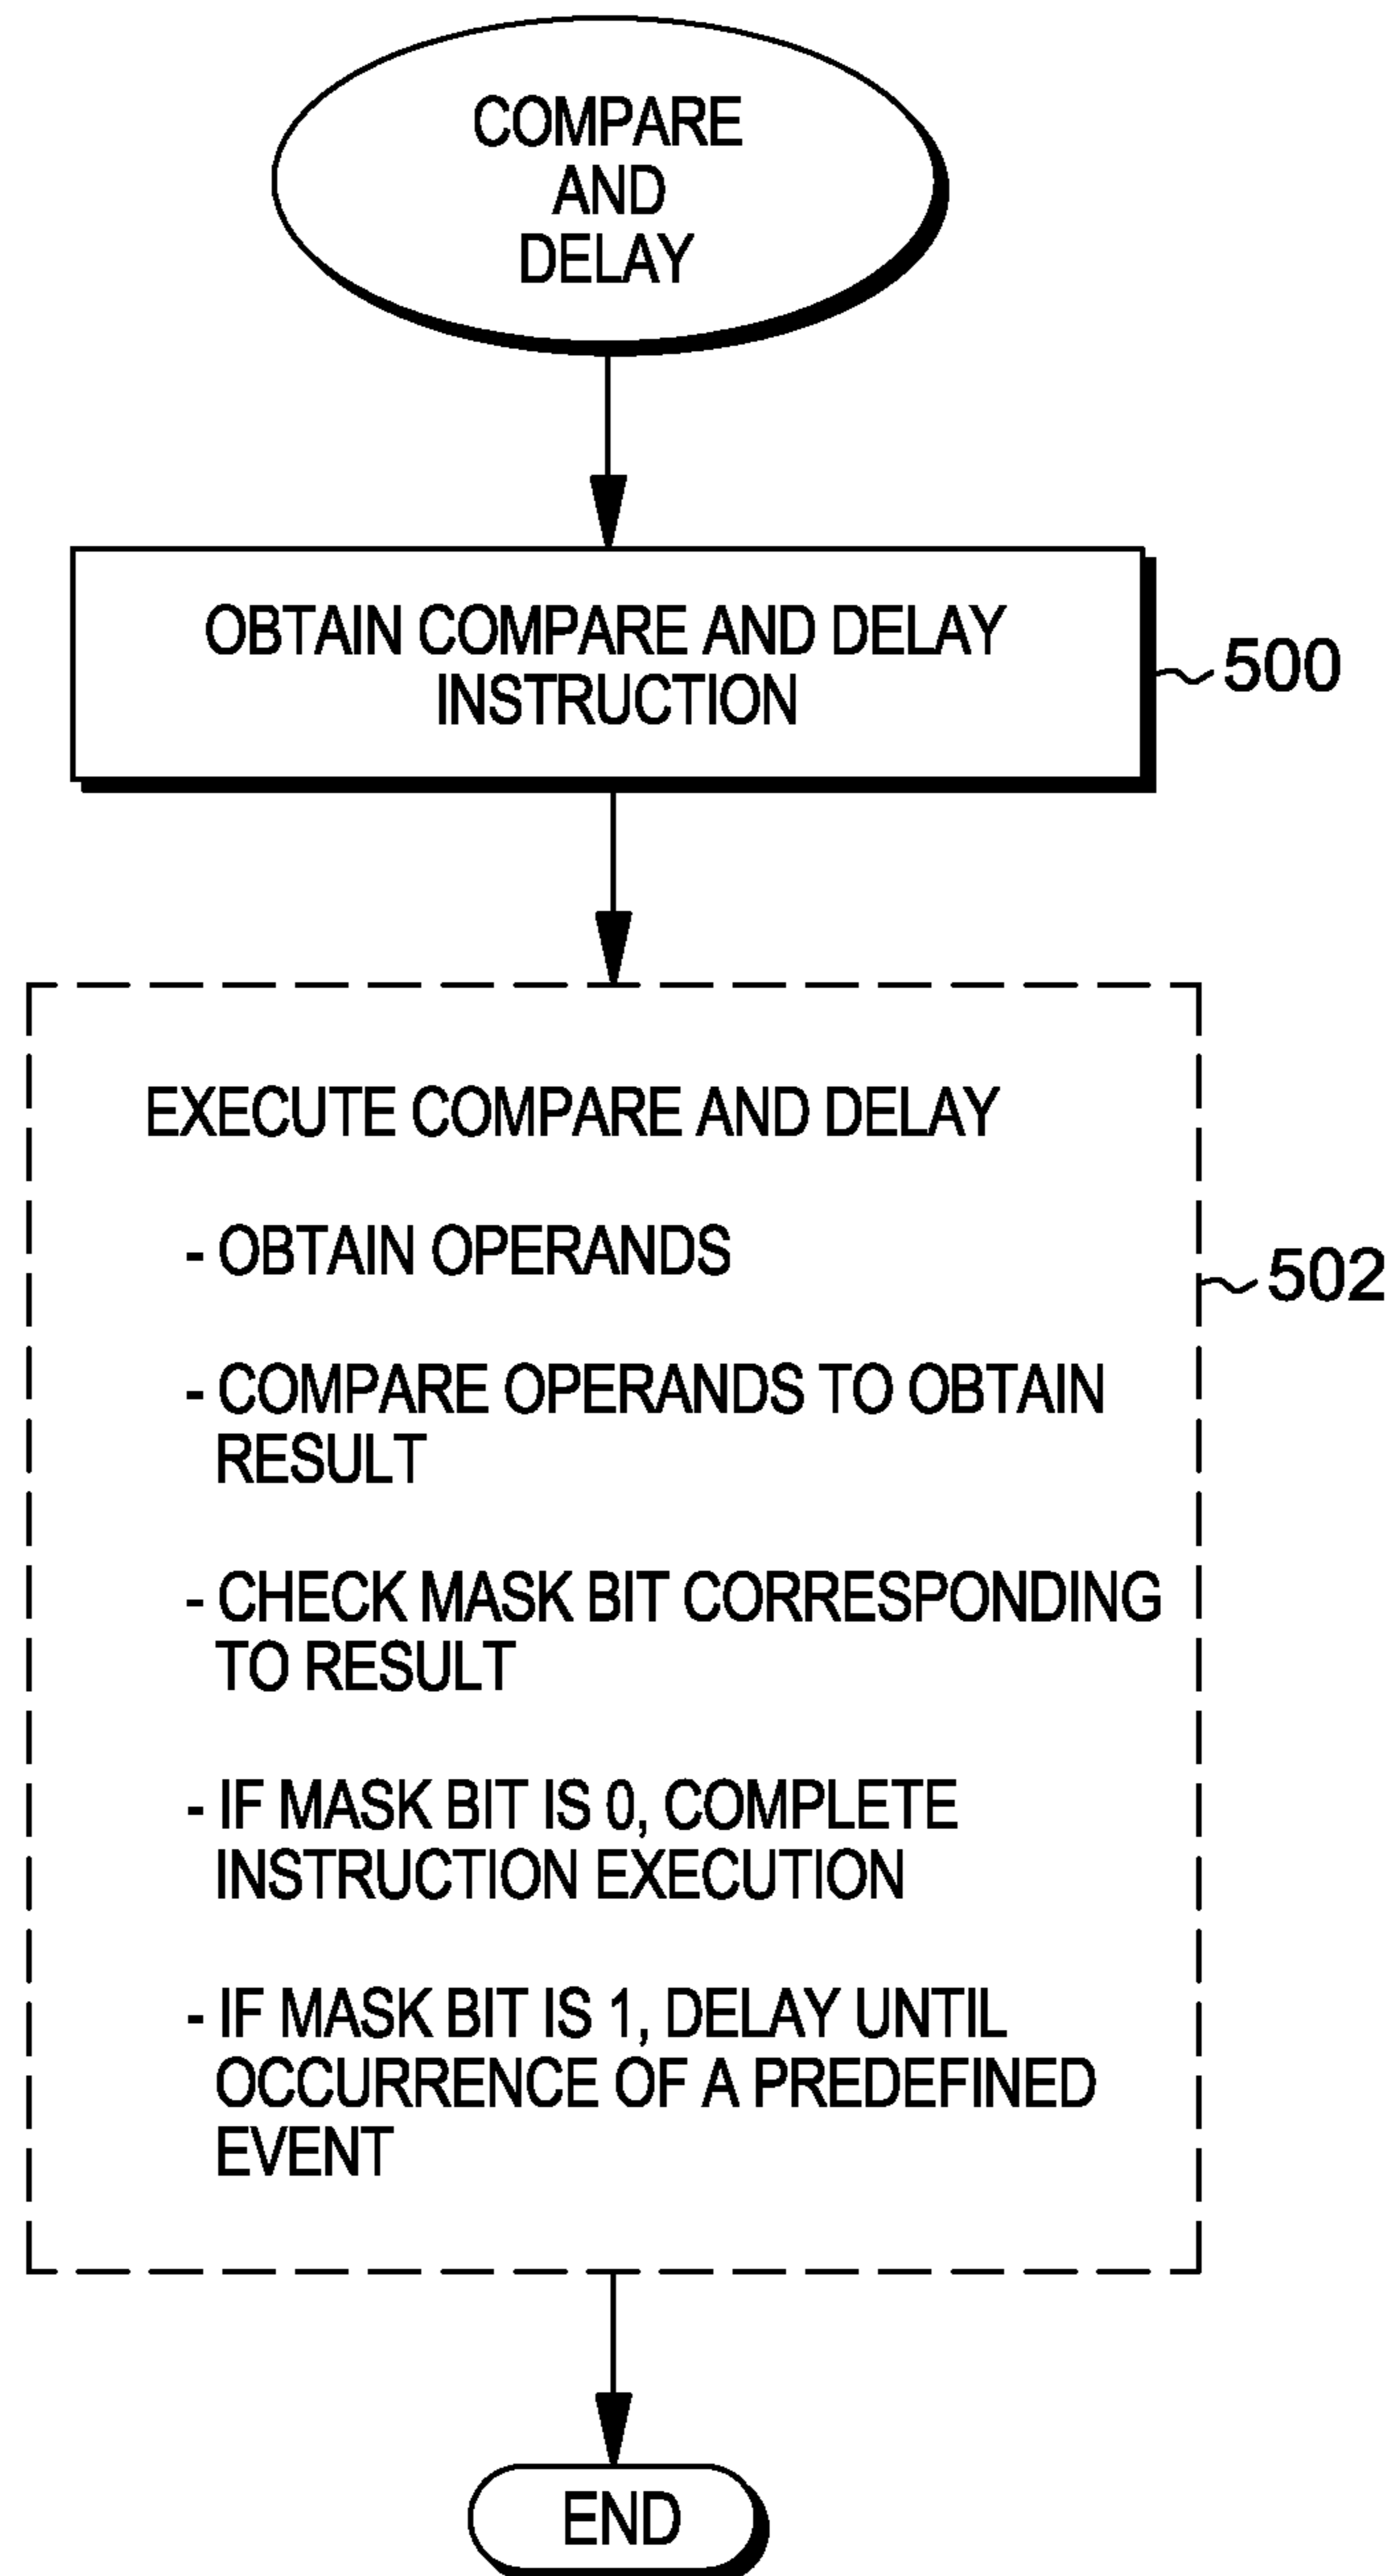 COMPARE
AND
DELAY
OBTAIN COMPARE AND DELAY
INSTRUCTION
500
EXECUTE COMPARE AND DELAY
- OBTAIN OPERANDS
502
- COMPARE OPERANDS TO OBTAIN
RESULT
- CHECK MASK BIT CORRESPONDING
TO RESULT
- IF MASK BIT IS 0, COMPLETE
INSTRUCTION EXECUTION
- IF MASK BIT IS 1, DELAY UNTIL
OCCURRENCE OF A PREDEFINED
EVENT
END